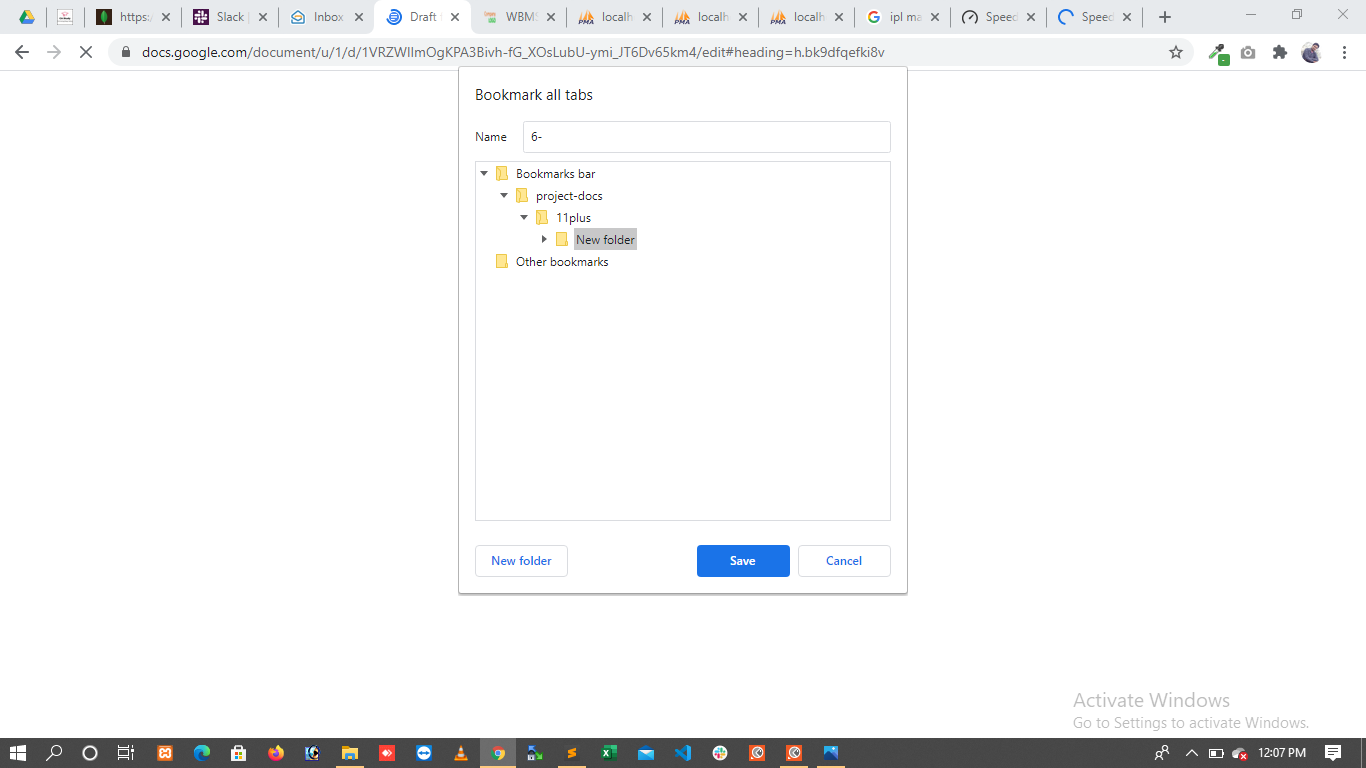 https:
Slack
Inbox
Draft
WBMS
localh
localh
localh
ipl ma
Speed
Speed
docs.google.com/document/u/1/d/1VRZWIlmOgKPA3Bivh-fG_XOsLubU-ymi_JT6Dv65km4/edit#heading=h.bk9dfqefki8v
Bookmark all tabs
Name
6-
Bookmarks bar
project-docs
11plus
New folder
Other bookmarks
New folder
Save
Cancel
Activate Windows
Go to Settings to activate Windows.
12:07 PM